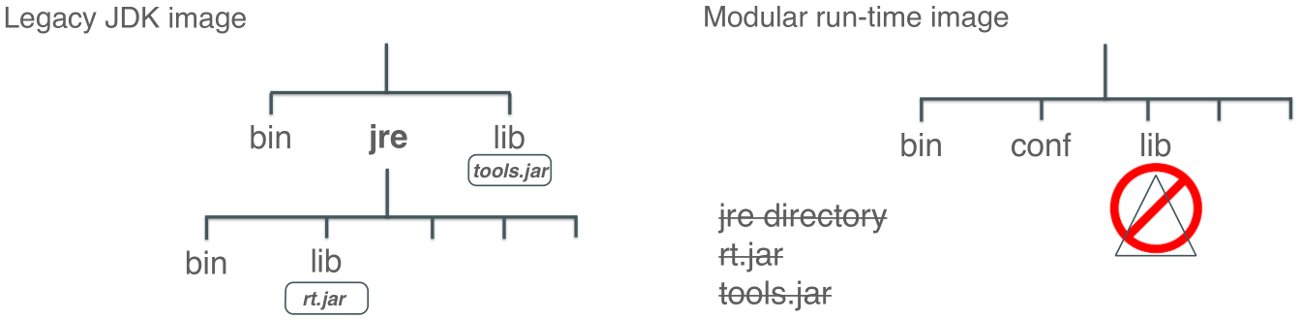 Legacy JDK image
bin
jre
lib
tools.jar
bin
lib
rt.jar
Modular run-time image
bin
conf
lib
jre directory
rt.jar
tools.jar